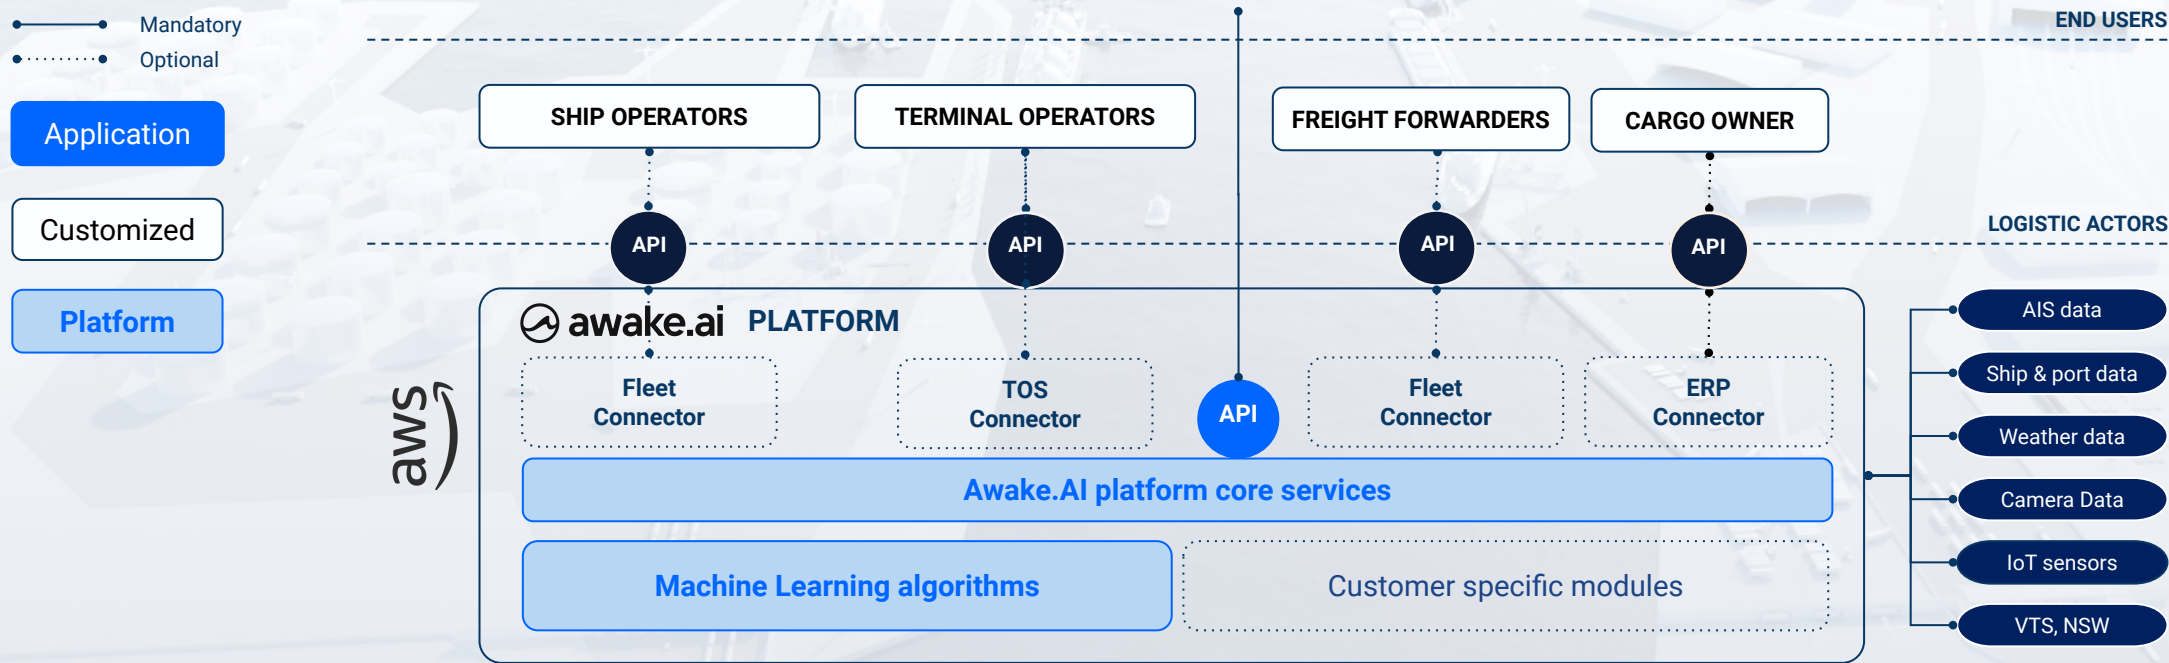 Mandatory
Optional
Application
Customized
Platform
END USERS
SHIP OPERATORS
TERMINAL OPERATORS
FREIGHT FORWARDERS
CARGO OWNER
LOGISTIC ACTORS
API
API
API
API
awake.ai PLATFORM
aws
Fleet
Connector
TOS
Connector
API
Fleet
Connector
ERP
Connector
Awake.AI platform core services
Machine Learning algorithms
Customer specific modules
AIS data
Ship & port data
Weather data
Camera Data
IoT sensors
VTS, NSW